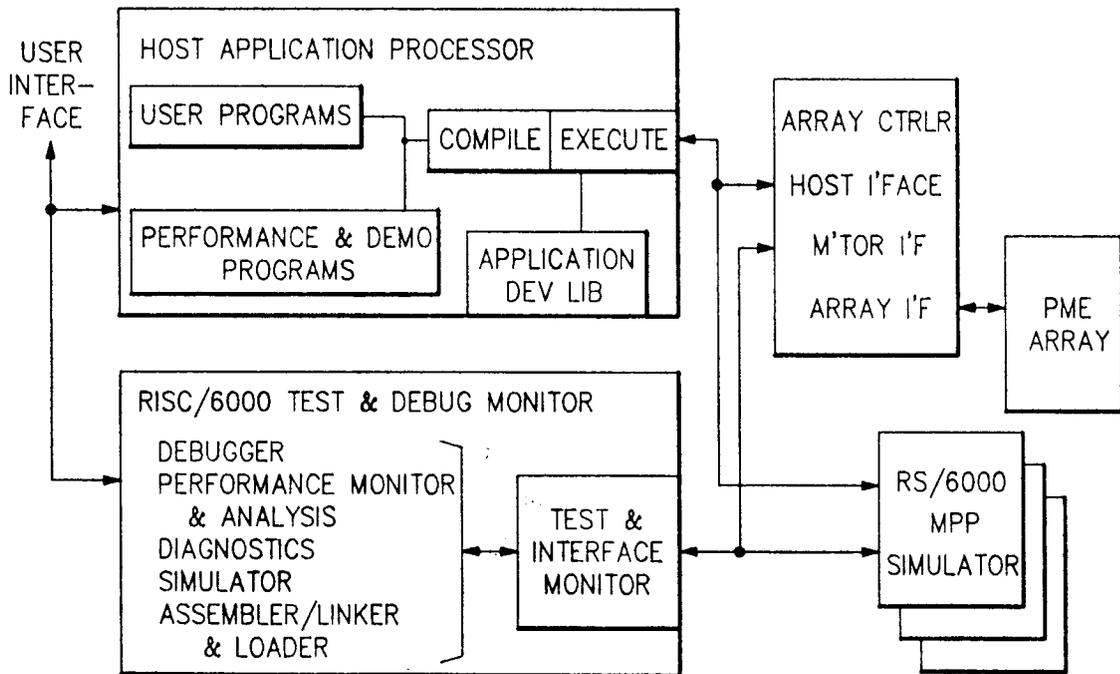 USER
INTER-
FACE
HOST APPLICATION PROCESSOR
USER PROGRAMS
COMPILE
EXECUTE
PERFORMANCE & DEMO
PROGRAMS
APPLICATION
DEV LIB
ARRAY CTRLR
HOST I'FACE
M'TOR I'F
ARRAY I'F
PME
ARRAY
RISC/6000 TEST & DEBUG MONITOR
DEBUGGER
PERFORMANCE MONITOR
& ANALYSIS
DIAGNOSTICS
SIMULATOR
ASSEMBLER/LINKER
& LOADER
TEST &
INTERFACE
MONITOR
RS/6000
MPP
SIMULATOR